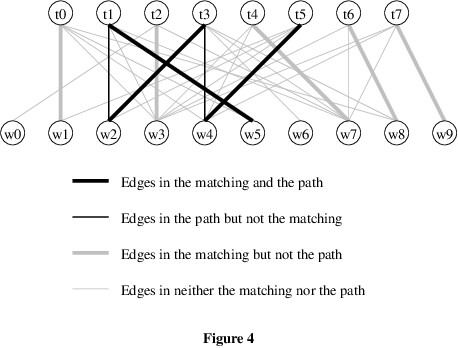 t0 t1 t2 t3 t4 t5 t6 t7
w0 w1 w2 w3 w4 w5 w6 w7 w8 w9
Edges in the matching and the path
Edges in the path but not the matching
Edges in the matching but not the path
Edges in neither the matching nor the path
Figure 4